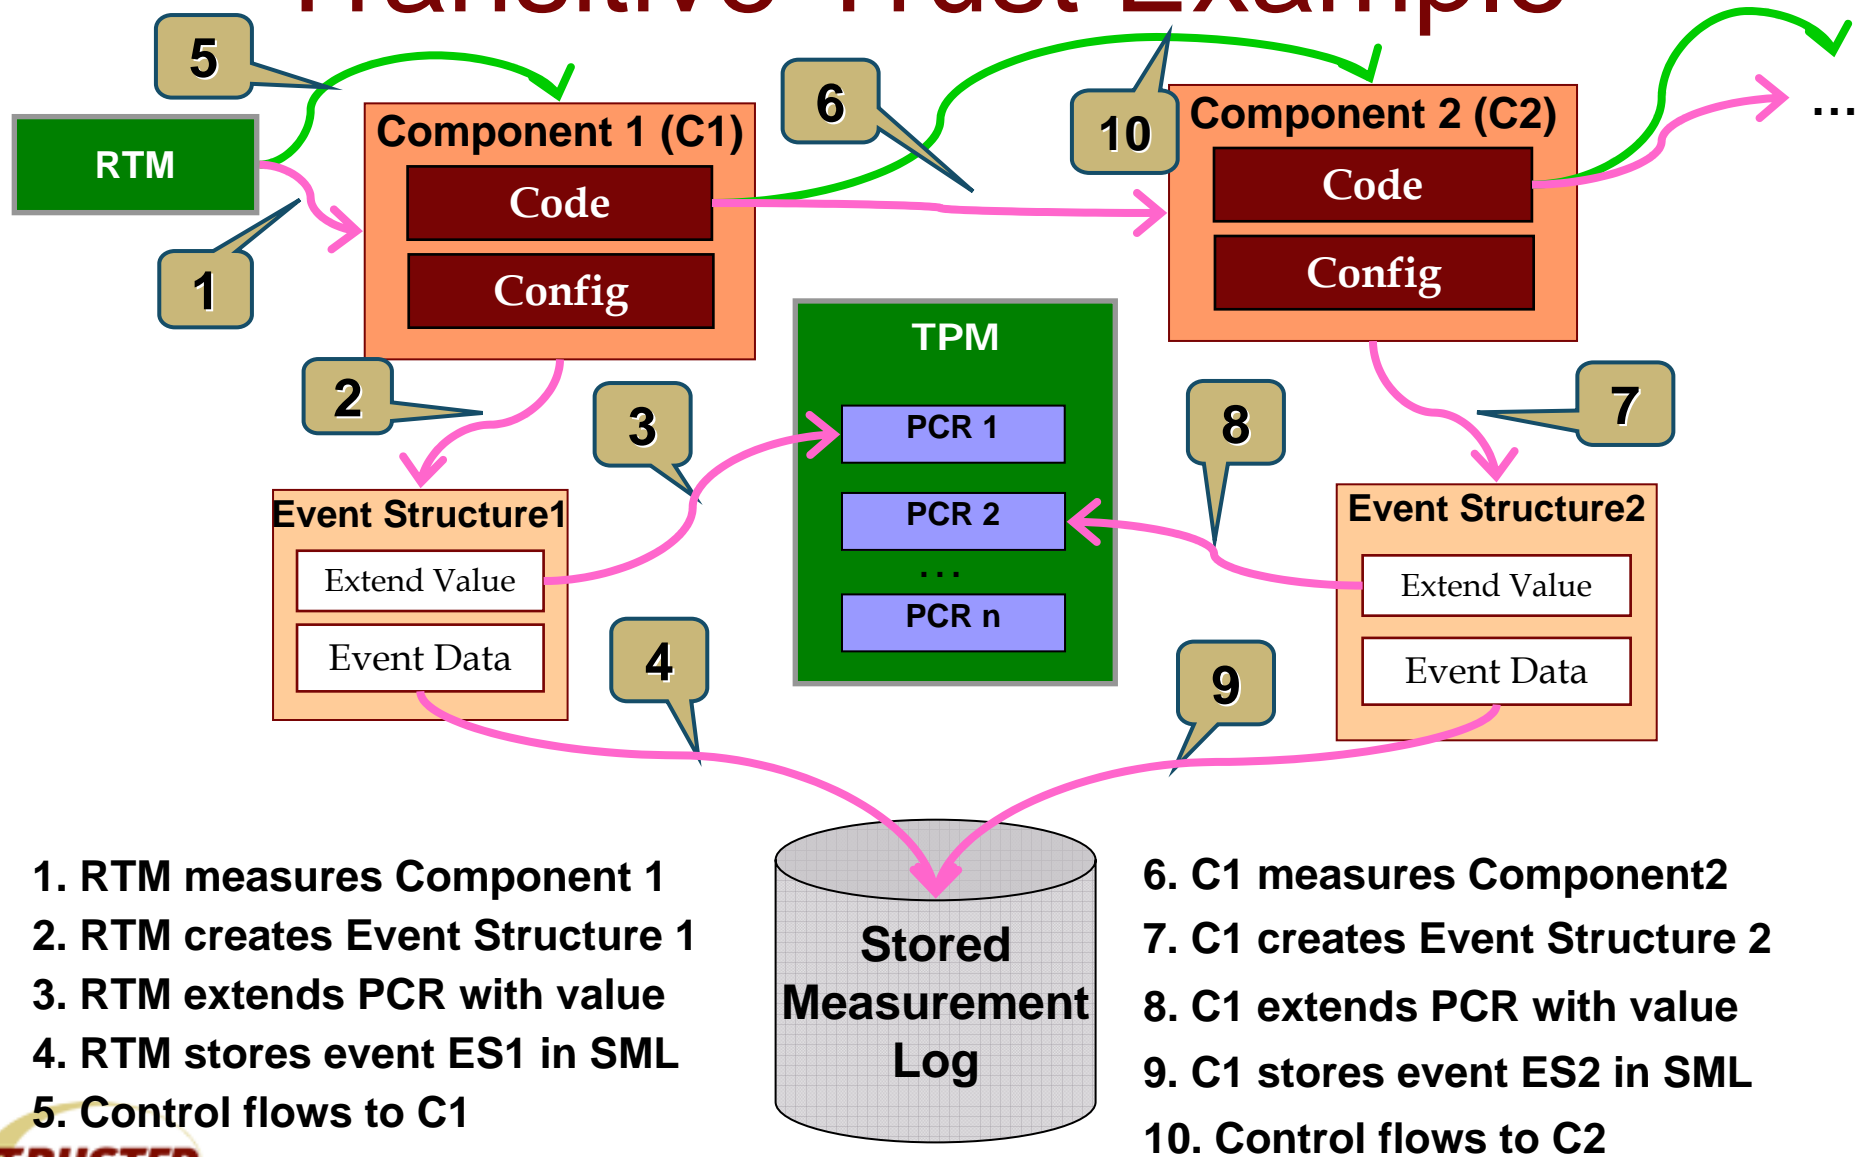 Transitive Trust Example
5
6
10
RTM
Component 1 (C1)
Code
Config
Component 2 (C2)
Code
Config
...
1
2
3
TPM
PCR 1
PCR 2
...
PCR n
8
7
Event Structure1
Extend Value
Event Data
Event Structure2
Extend Value
Event Data
4
9
Stored
Measurement
Log
1. RTM measures Component 1
2. RTM creates Event Structure 1
3. RTM extends PCR with value
4. RTM stores event ES1 in SML
5. Control flows to C1
6. C1 measures Component2
7. C1 creates Event Structure 2
8. C1 extends PCR with value
9. C1 stores event ES2 in SML
10. Control flows to C2
TRUSTED